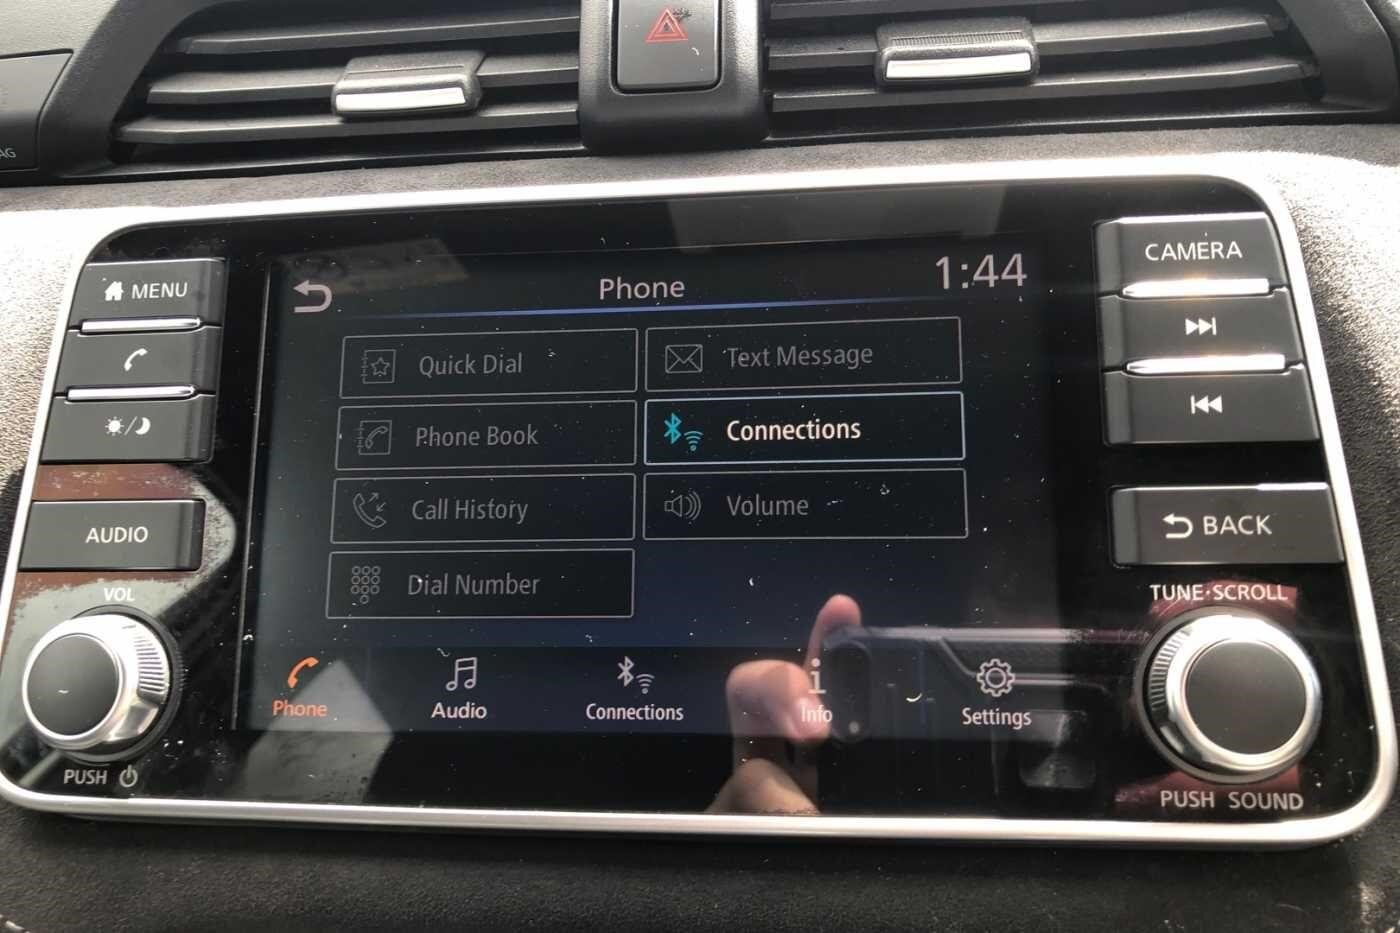 AG
MENU
AUDIO
VOL
PUSH
Phone
1:44
Quick Dial
Text Message
Phone Book
Connections
Call History
Volume
Dial Number
Phone
Audio
Connections
Info
Settings
CAMERA
BACK
TUNE·SCROLL
PUSH SOUND